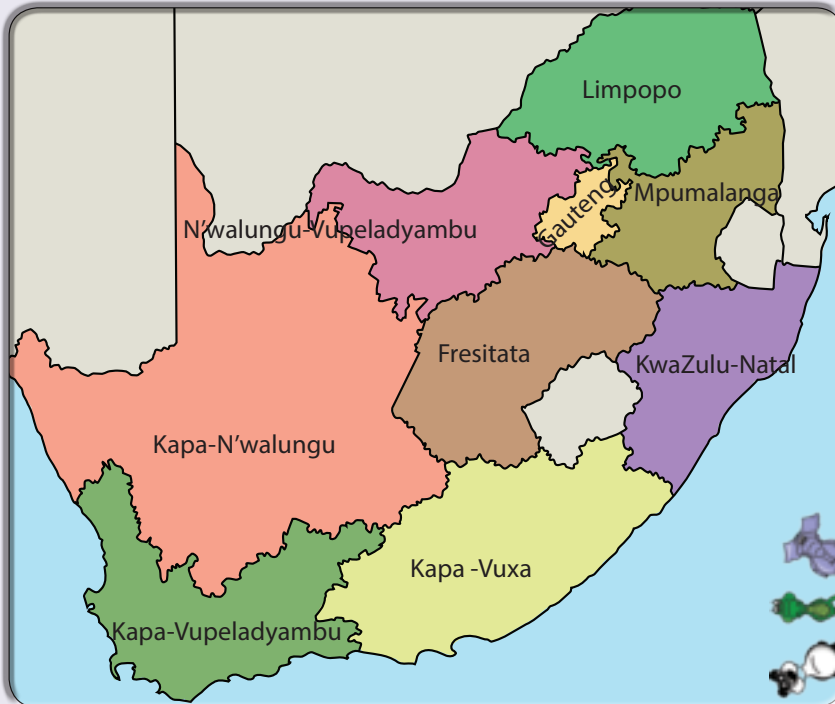 Limpopo
Mpumalanga
Gauteng
N'walungu-Vupeladyambu
Fresitata
KwaZulu-Natal
Kapa-N'walungu
Kapa -Vuxa
Kapa-Vupeladyambu